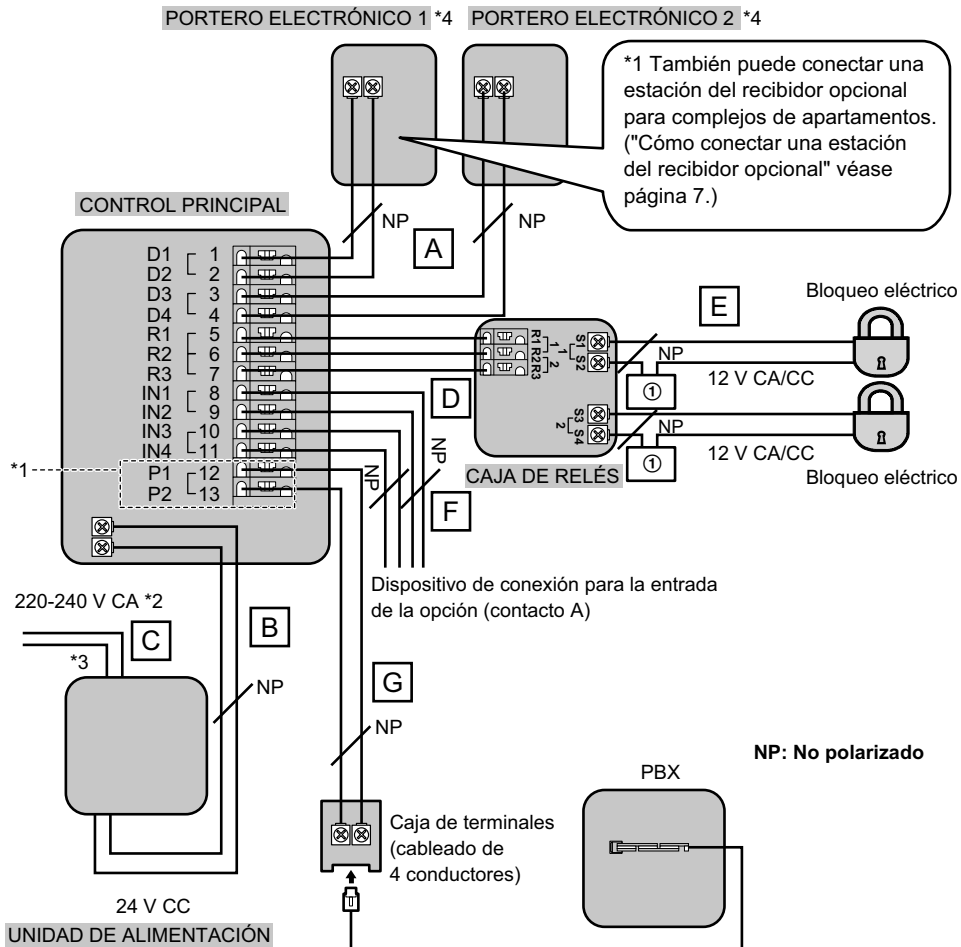 PORTERO ELECTRÓNICO 1 *4
PORTERO ELECTRÓNICO 2 *4
*1 También puede conectar una
estación del recibidor opcional
para complejos de apartamentos.
("Cómo conectar una estación
del recibidor opcional" véase
página 7.)
CONTROL PRINCIPAL
NP
A
NP
D1 1
D2 2
D3 3
D4 4
R1 5
R2 6
R3 7
IN1 8
IN2 9
IN3 10
IN4 11
P1 12
P2 13
*1
R1
R2
R3
1
2
1
2
S1
S2
S3
S4
D
CAJA DE RELÉS
E
Bloqueo eléctrico
NP
①
12 V CA/CC
NP
①
12 V CA/CC
Bloqueo eléctrico
NP
NP
F
Dispositivo de conexión para la entrada
de la opción (contacto A)
220-240 V CA *2
C
*3
B
NP
G
NP
NP: No polarizado
PBX
Caja de terminales
(cableado de
4 conductores)
24 V CC
UNIDAD DE ALIMENTACIÓN